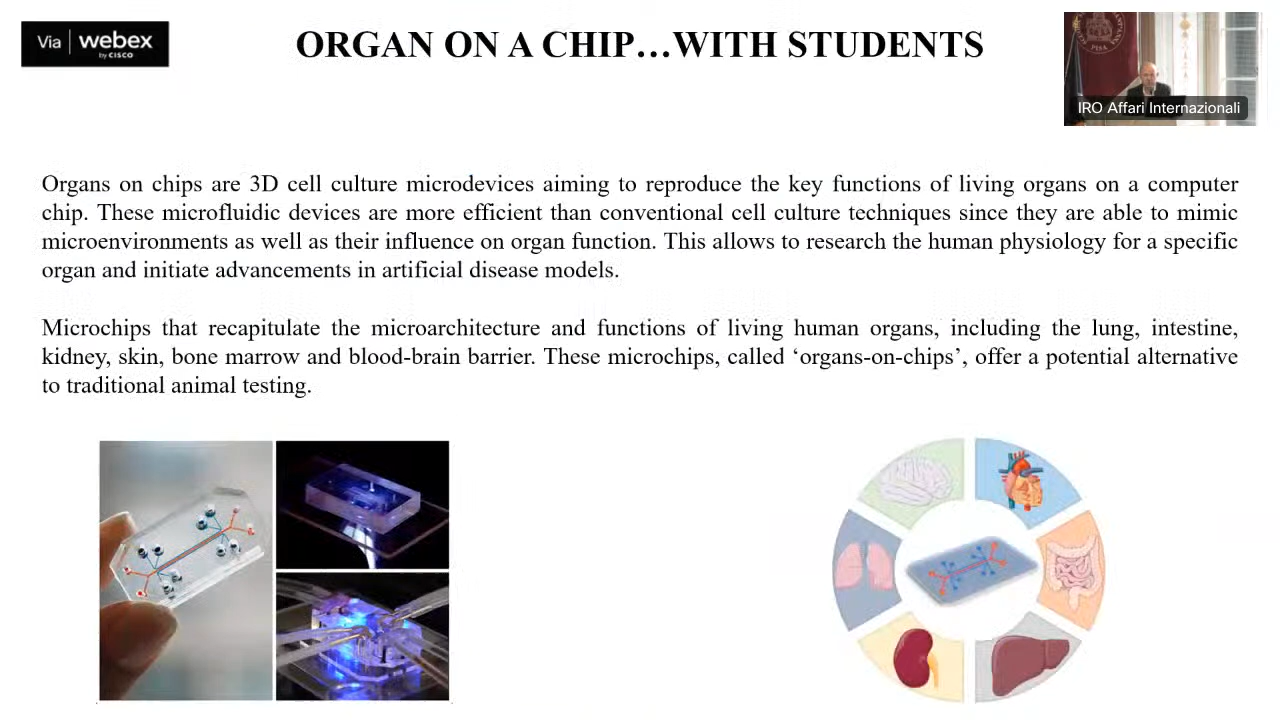 Via | webex
by CISCO
ORGAN ON A CHIP…WITH STUDENTS
IRO Affari Internazionali
Organs on chips are 3D cell culture microdevices aiming to reproduce the key functions of living organs on a computer
chip. These microfluidic devices are more efficient than conventional cell culture techniques since they are able to mimic
microenvironments as well as their influence on organ function. This allows to research the human physiology for a specific
organ and initiate advancements in artificial disease models.
Microchips that recapitulate the microarchitecture and functions of living human organs, including the lung, intestine,
kidney, skin, bone marrow and blood-brain barrier. These microchips, called ‘organs-on-chips’, offer a potential alternative
to traditional animal testing.